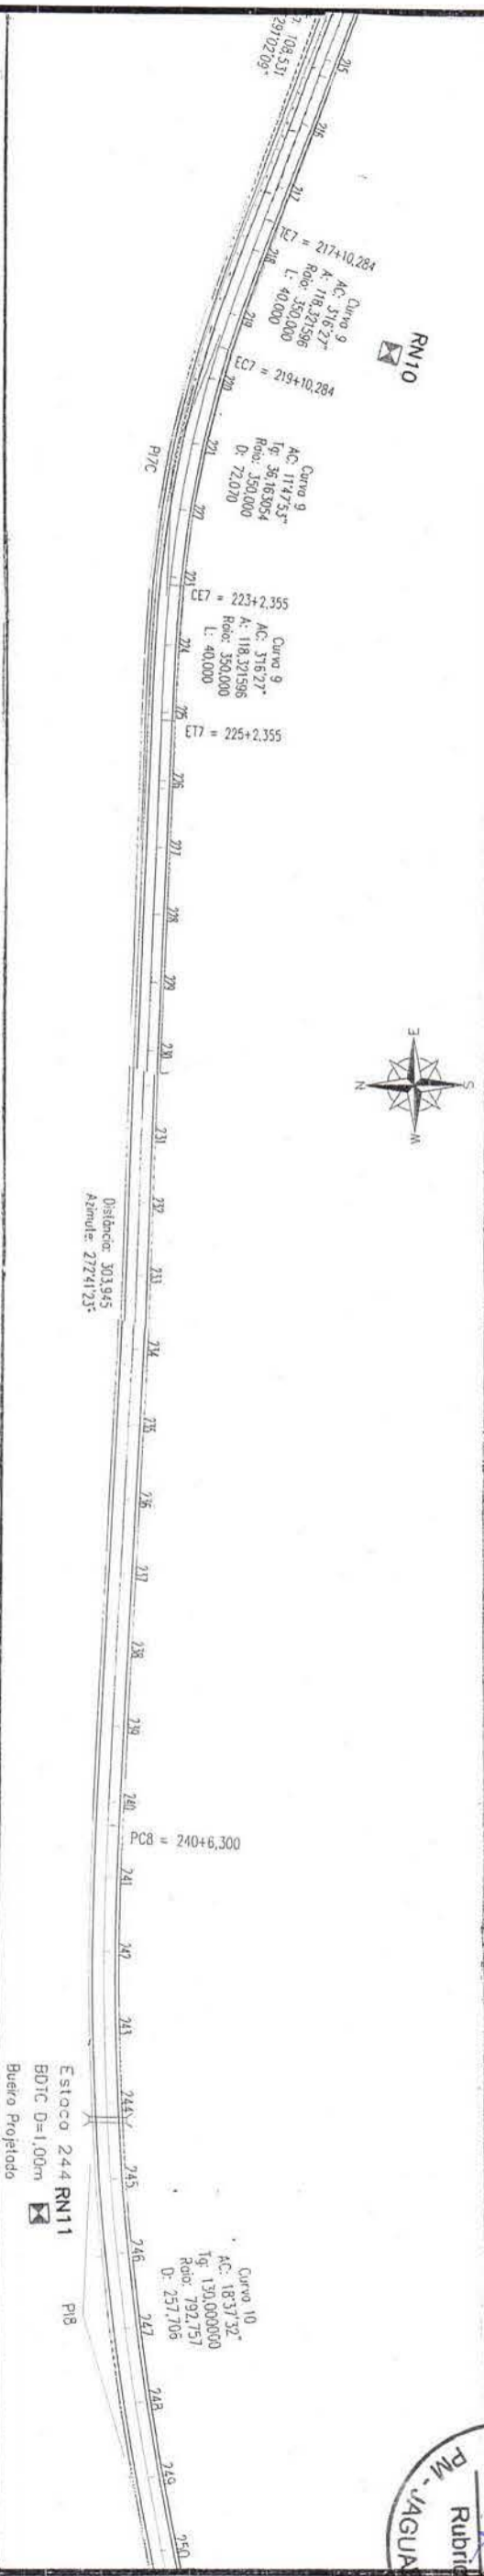 108,531
291°02'09"
215
216
217
TE7 = 217+10,284
218
Curva 9
AC: 3°16'27"
A: 118,321596
Raio: 350,000
L: 40,000
RN10
219
EC7 = 219+10,284
220
PI7C
221
Curva 9
AC: 11°47'53"
Tg: 36,163054
Raio: 350,000
D: 72,070
222
223
CE7 = 223+2,355
224
Curva 9
AC: 3°16'27"
A: 118,321596
Raio: 350,000
L: 40,000
225
ET7 = 225+2,355
226
227
228
229
230
E
S
N
W
231
232
Distância: 303,945
Azimute: 272°41'23"
233
234
235
236
237
238
239
240
PC8 = 240+6,300
241
242
243
244
Estaca 244
RN11
BDTC D=1,00m
Bueiro Projetado
245
246
Curva 10
AC: 18°37'32"
Tg: 130,000000
Raio: 792,757
D: 257,706
247
PI8
248
249
250
PM - JAGUA
Rubri